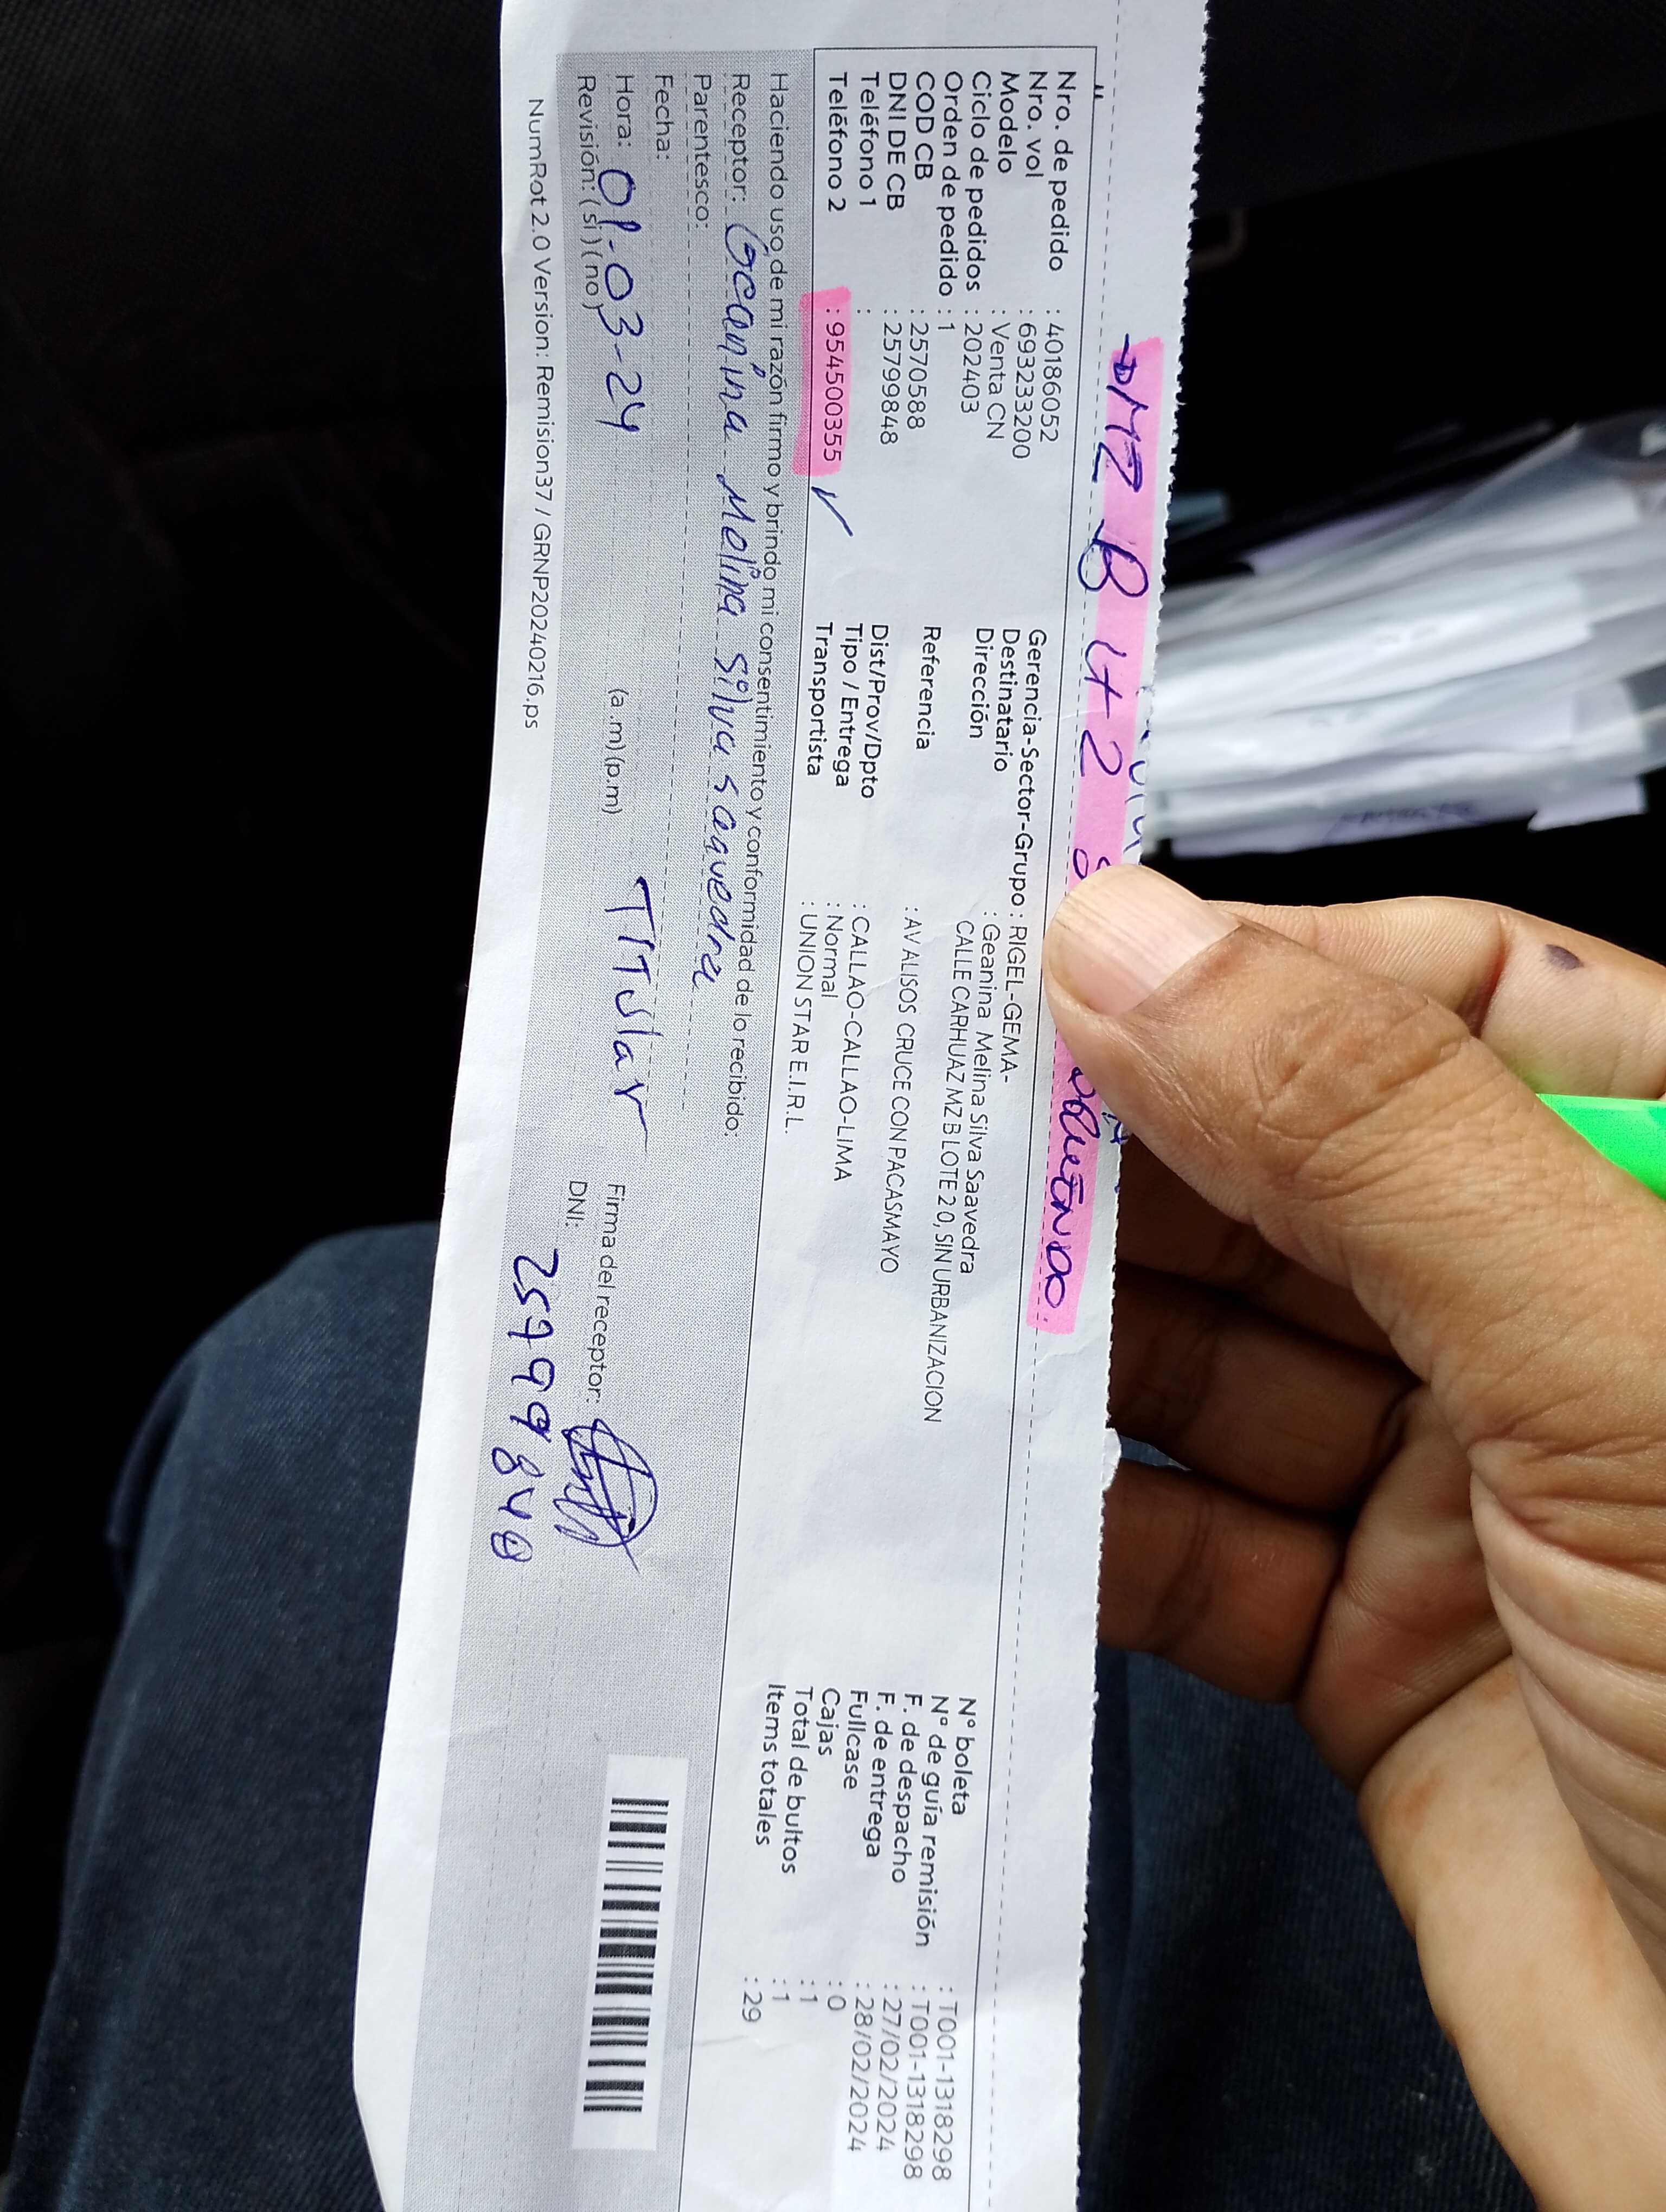 → MZ B Lt 2
Nro. de pedido : 40186052
Nro. vol : 693233200
Modelo : Venta CN
Ciclo de pedidos : 202403
Orden de pedido : 1
COD CB : 2570588
DNI DE CB : 25799848
Teléfono 1 :
Teléfono 2 : 954500355 ✓
Gerencia-Sector-Grupo : RIGEL-GEMA-
Destinatario : Geanina Melina Silva Saavedra
Dirección CALLE CARHUAZ MZ B LOTE 2 0, SIN URBANIZACION
Referencia : AV ALISOS CRUCE CON PACASMAYO
Dist/Prov/Dpto : CALLAO-CALLAO-LIMA
Tipo / Entrega : Normal
Transportista : UNION STAR E.I.R.L.
N° boleta : T001-1318298
N° de guía remisión : T001-1318298
F. de despacho : 27/02/2024
F. de entrega : 28/02/2024
Fullcase : 0
Cajas : 1
Total de bultos : 1
Items totales : 29
Haciendo uso de mi razón firmo y brindo mi consentimiento y conformidad de lo recibido:
Receptor: Geanina Melina Silva Saavedra
Parentesco:
Fecha:
Hora: 01-03-24 (a .m) (p.m) TITular
Revisión: ( si ) ( no )
Firma del receptor:
DNI: 25799848
NumRot 2.0 Version: Remision37 / GRNP20240216.ps